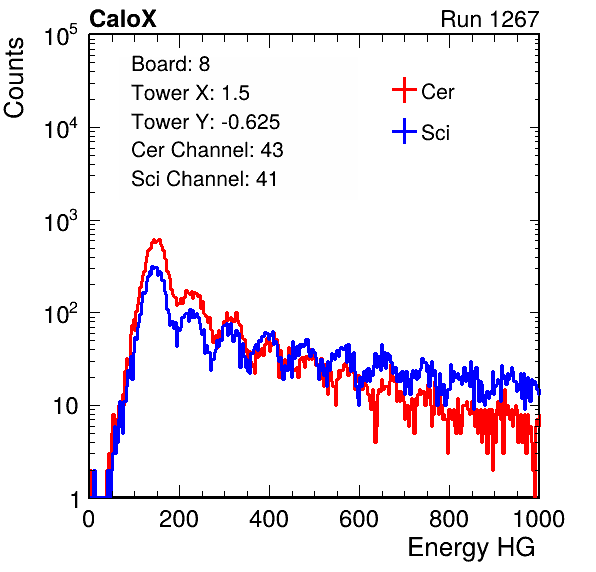 CaloX Run 1267
Counts
Board: 8
Tower X: 1.5
Tower Y: -0.625
Cer Channel: 43
Sci Channel: 41
Cer
Sci
10^5
10^4
10^3
10^2
10
1
0 200 400 600 800 1000
Energy HG